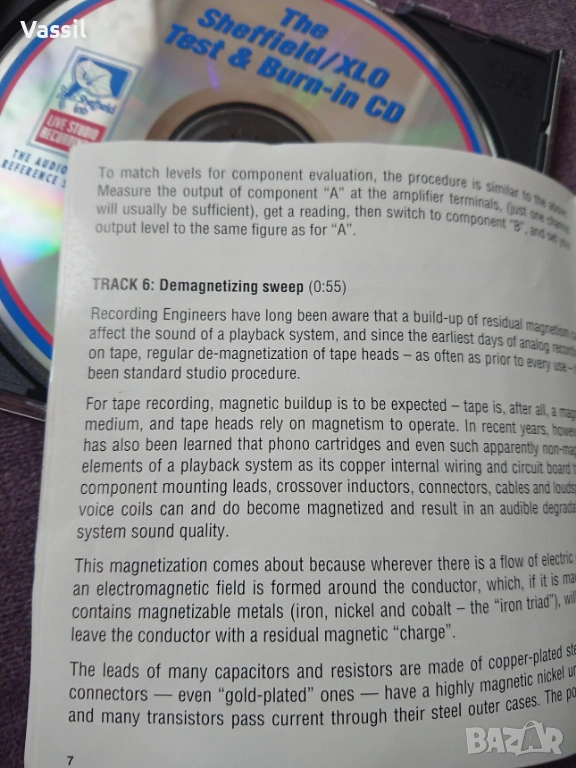 Vassil
The
Sheffield/XLO
Test & Burn-in CD
Sheffield
Lab
LIVE STUDIO
RECORDING
THE AUDIO
REFERENCE
To match levels for component evaluation, the procedure is similar to the above.
Measure the output of component “A” at the amplifier terminals, (just one channel
will usually be sufficient), get a reading, then switch to component “B”, and set your
output level to the same figure as for “A”.
TRACK 6: Demagnetizing sweep (0:55)
Recording Engineers have long been aware that a build-up of residual magnetism
affect the sound of a playback system, and since the earliest days of analog
on tape, regular de-magnetization of tape heads – as often as prior to every use –
been standard studio procedure.
For tape recording, magnetic buildup is to be expected – tape is, after all, a
medium, and tape heads rely on magnetism to operate. In recent years,
has also been learned that phono cartridges and even such apparently
elements of a playback system as its copper internal wiring and circuit board
component mounting leads, crossover inductors, connectors, cables and
voice coils can and do become magnetized and result in an audible
system sound quality.
This magnetization comes about because wherever there is a flow of electric
an electromagnetic field is formed around the conductor, which, if it is
contains magnetizable metals (iron, nickel and cobalt – the “iron triad”),
leave the conductor with a residual magnetic “charge”.
The leads of many capacitors and resistors are made of copper-plated
connectors — even “gold-plated” ones — have a highly magnetic nickel
and many transistors pass current through their steel outer cases. The
7
BAZAR